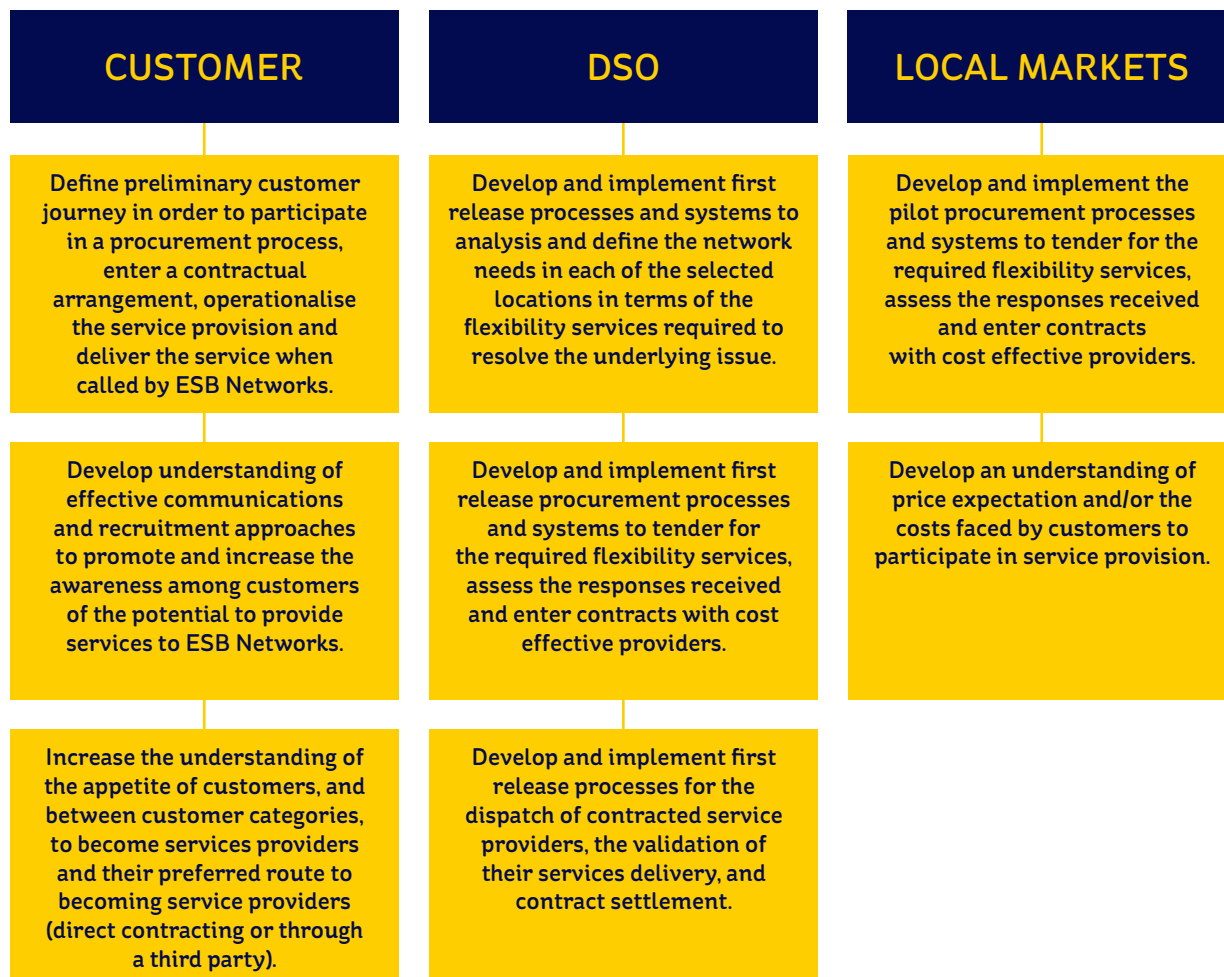 CUSTOMER
Define preliminary customer
journey in order to participate
in a procurement process,
enter a contractual
arrangement, operationalise
the service provision and
deliver the service when
called by ESB Networks.
Develop understanding of
effective communications
and recruitment approaches
to promote and increase the
awareness among customers
of the potential to provide
services to ESB Networks.
Increase the understanding of
the appetite of customers, and
between customer categories,
to become services providers
and their preferred route to
becoming service providers
(direct contracting or through
a third party).
DSO
Develop and implement first
release processes and systems to
analysis and define the network
needs in each of the selected
locations in terms of the
flexibility services required to
resolve the underlying issue.
Develop and implement first
release procurement processes
and systems to tender for
the required flexibility services,
assess the responses received
and enter contracts with cost
effective providers.
Develop and implement first
release processes for the
dispatch of contracted service
providers, the validation of
their services delivery, and
contract settlement.
LOCAL MARKETS
Develop and implement the
pilot procurement processes
and systems to tender for the
required flexibility services,
assess the responses received
and enter contracts
with cost effective providers.
Develop an understanding of
price expectation and/or the
costs faced by customers to
participate in service provision.